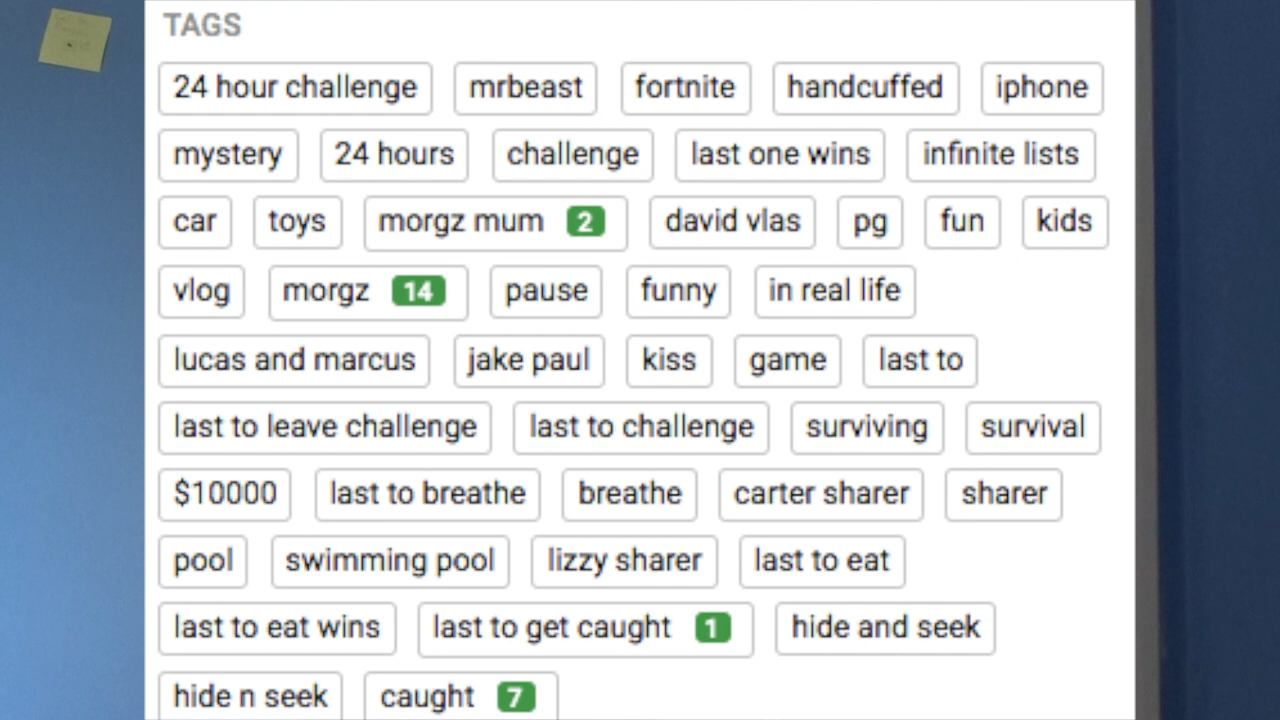 TAGS
24 hour challenge mrbeast fortnite handcuffed iphone
mystery 24 hours challenge last one wins infinite lists
car toys morgz mum 2 david vlas pg fun kids
vlog morgz 14 pause funny in real life
lucas and marcus jake paul kiss game last to
last to leave challenge last to challenge surviving survival
$10000 last to breathe breathe carter sharer sharer
pool swimming pool lizzy sharer last to eat
last to eat wins last to get caught 1 hide and seek
hide n seek caught 7